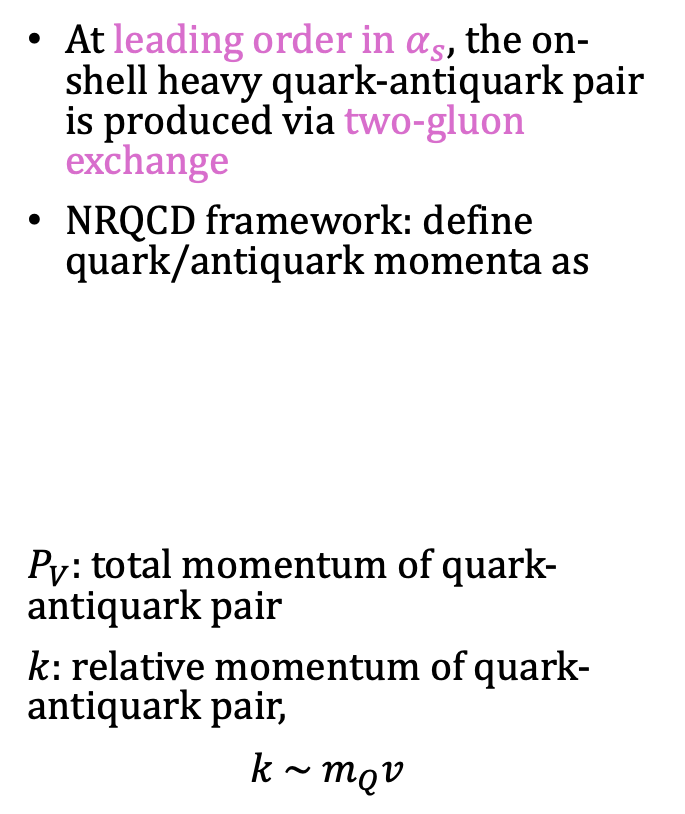 • At leading order in αₛ, the on-
shell heavy quark-antiquark pair
is produced via two-gluon
exchange
• NRQCD framework: define
quark/antiquark momenta as
P_V: total momentum of quark-
antiquark pair
k: relative momentum of quark-
antiquark pair,
k ~ m_Q v